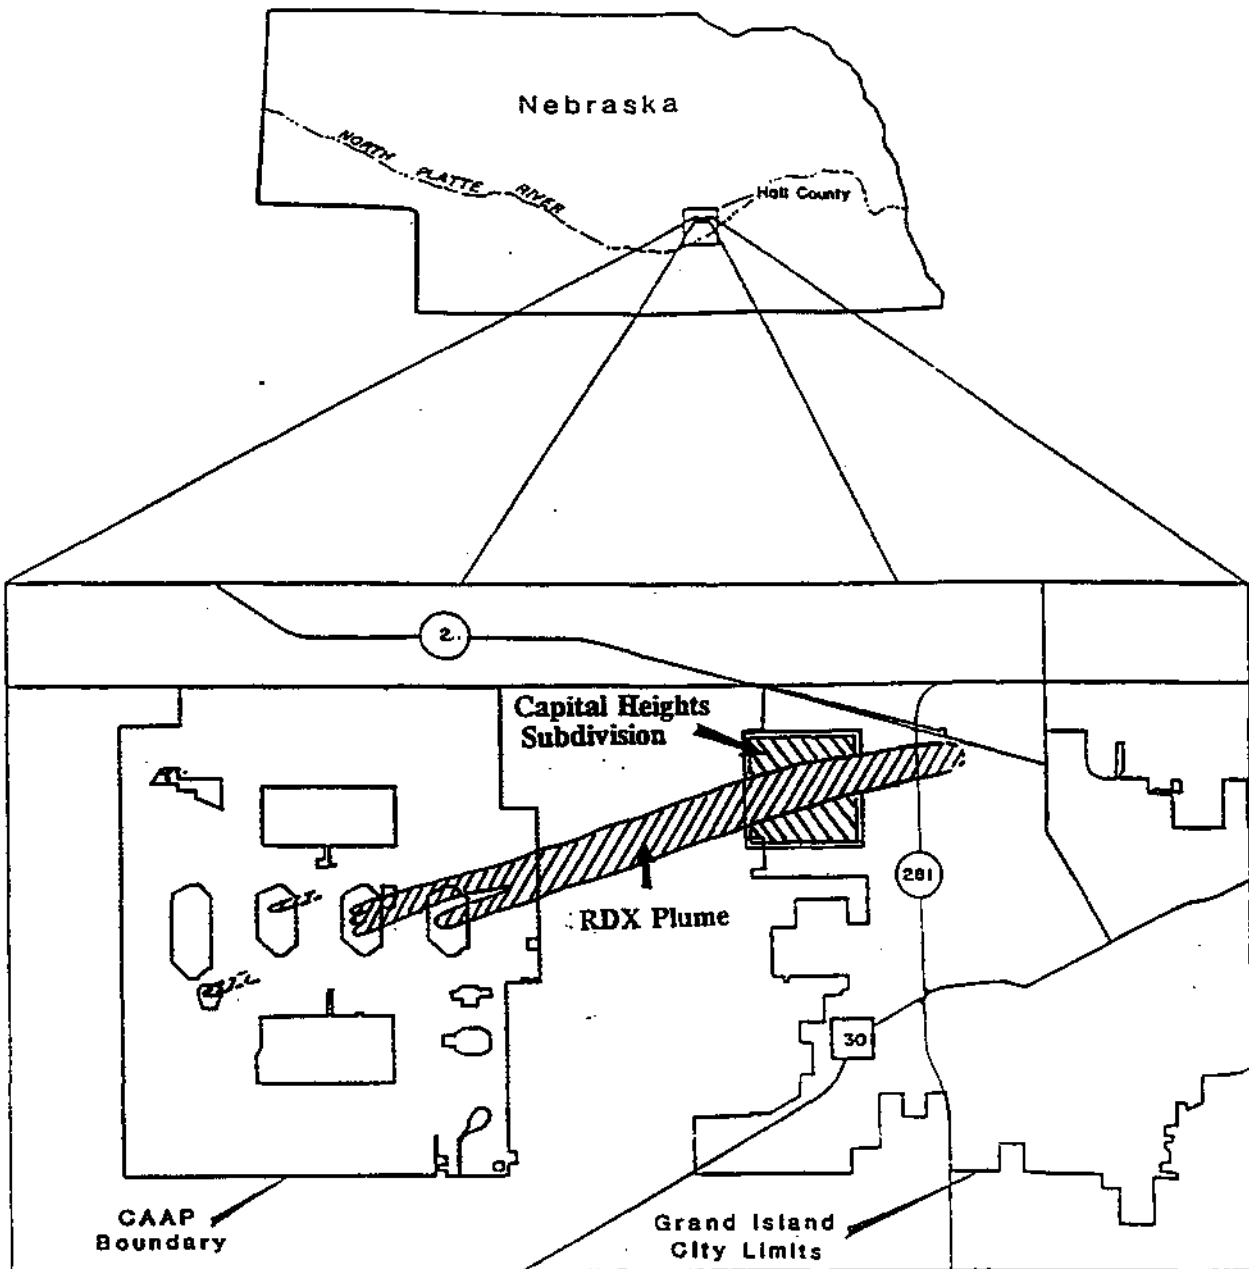 Nebraska
NORTH PLATTE RIVER
Hall County
2
Capital Heights
Subdivision
281
RDX Plume
30
CAAP
Boundary
Grand Island
City Limits